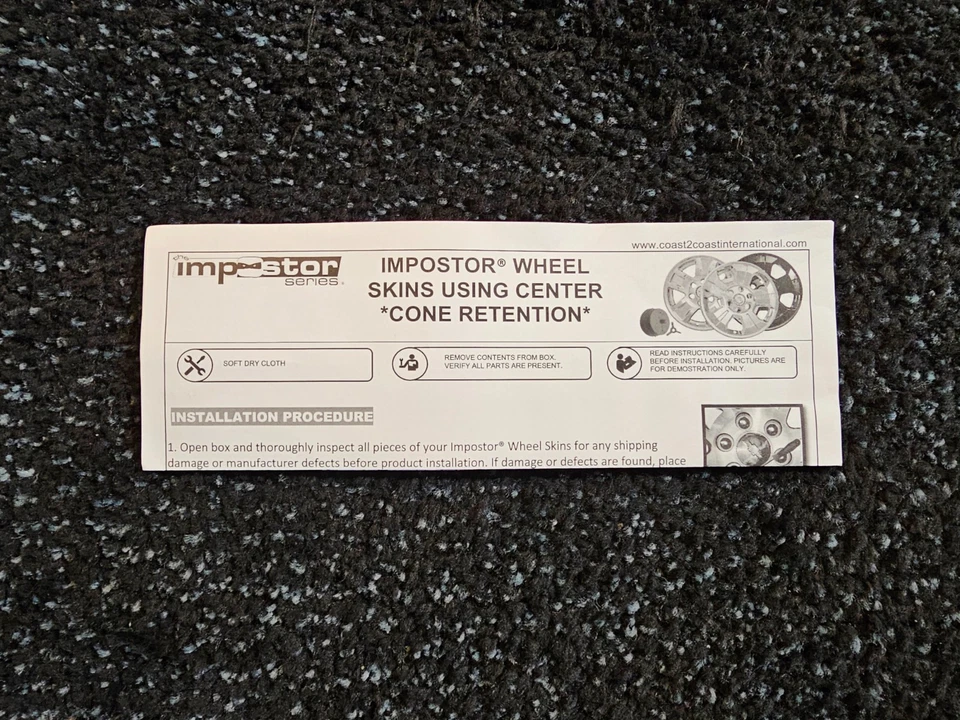 www.coast2coastinternational.com
the
impostor
series
IMPOSTOR® WHEEL
SKINS USING CENTER
*CONE RETENTION*
SOFT DRY CLOTH
REMOVE CONTENTS FROM BOX.
VERIFY ALL PARTS ARE PRESENT.
READ INSTRUCTIONS CAREFULLY
BEFORE INSTALLATION. PICTURES ARE
FOR DEMOSTRATION ONLY.
INSTALLATION PROCEDURE
1. Open box and thoroughly inspect all pieces of your Impostor® Wheel Skins for any shipping
damage or manufacturer defects before product installation. If damage or defects are found, place